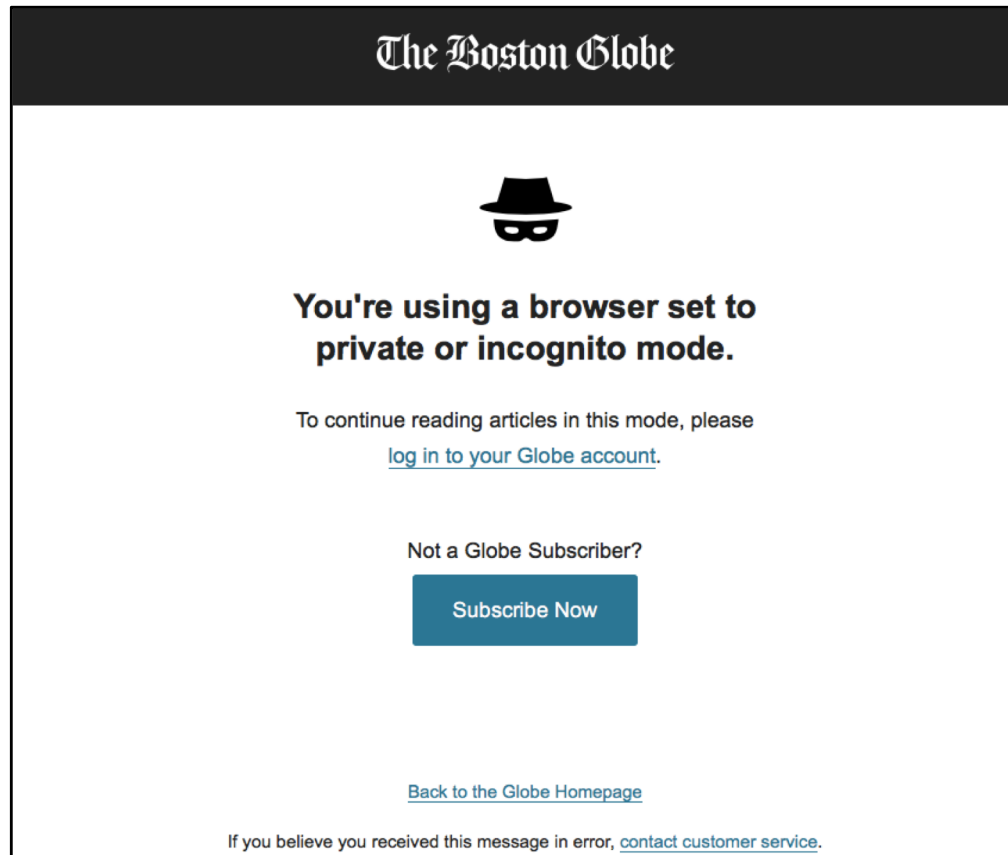 The Boston Globe
You're using a browser set to
private or incognito mode.
To continue reading articles in this mode, please
log in to your Globe account.
Not a Globe Subscriber?
Subscribe Now
Back to the Globe Homepage
If you believe you received this message in error, contact customer service.